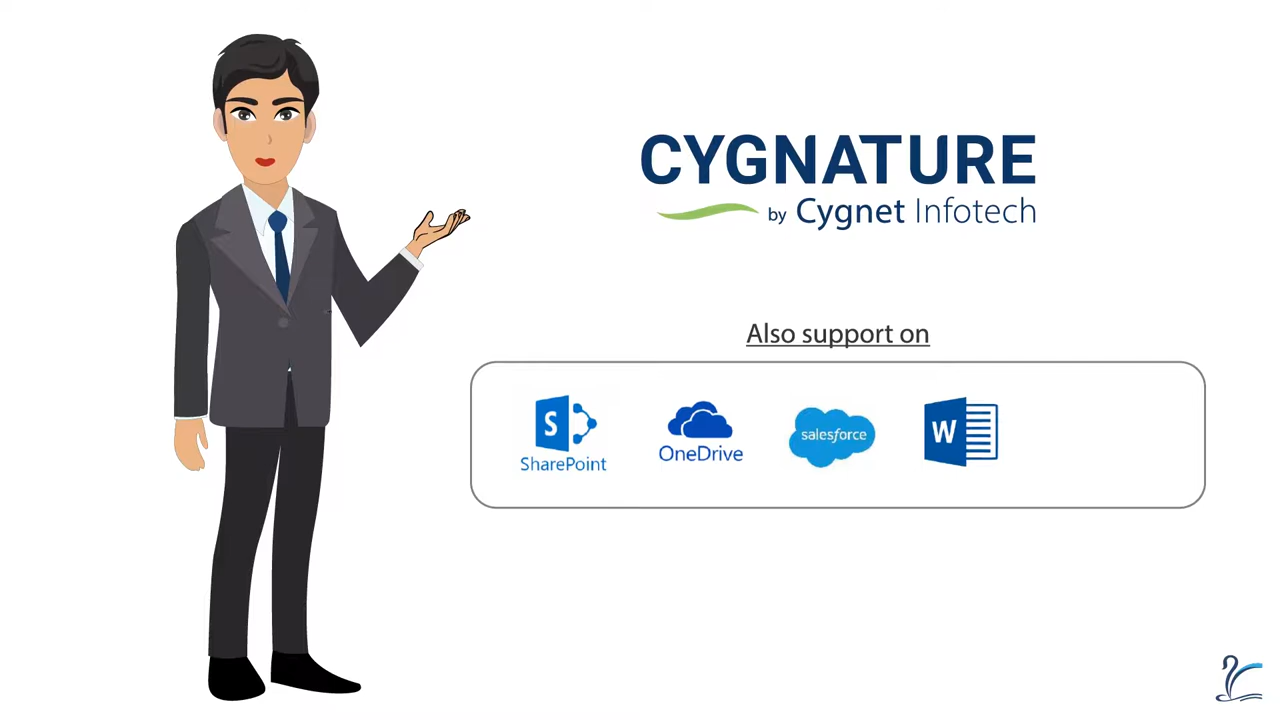 CYGNATURE
by Cygnet Infotech
Also support on
S
SharePoint
OneDrive
salesforce
W